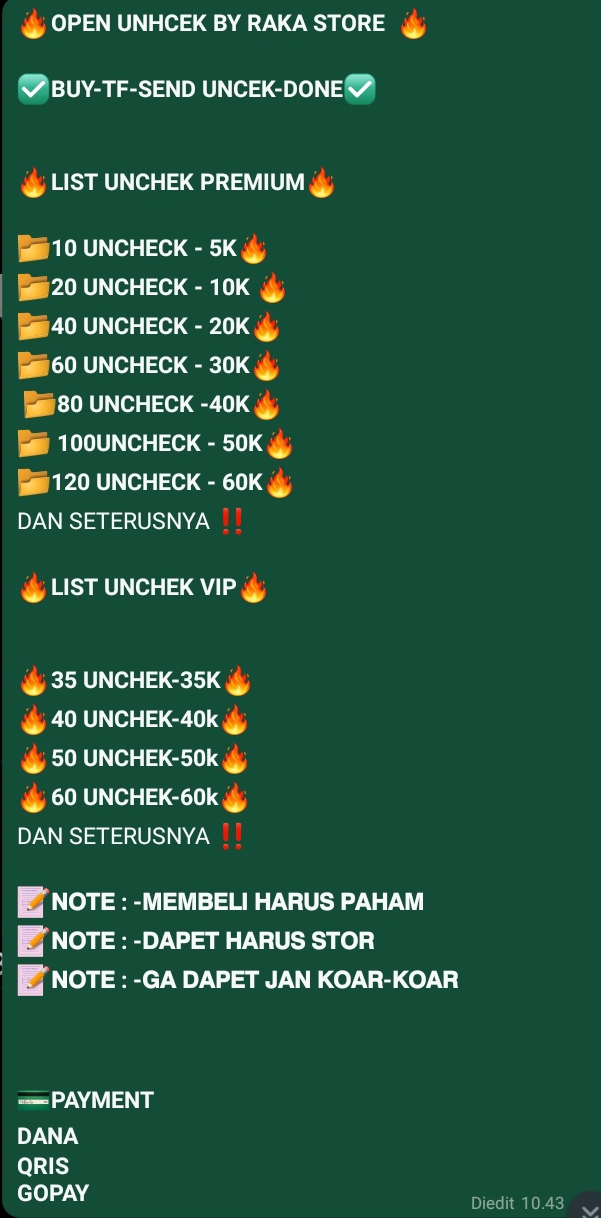 🔥OPEN UNHCEK BY RAKA STORE 🔥
✅BUY-TF-SEND UNCEK-DONE✅
🔥LIST UNCHEK PREMIUM🔥
📂10 UNCHECK - 5K🔥
📂20 UNCHECK - 10K 🔥
📂40 UNCHECK - 20K🔥
📂60 UNCHECK - 30K🔥
📂80 UNCHECK -40K🔥
📂 100UNCHECK - 50K🔥
📂120 UNCHECK - 60K🔥
DAN SETERUSNYA ‼️
🔥LIST UNCHEK VIP🔥
🔥35 UNCHEK-35K🔥
🔥40 UNCHEK-40k🔥
🔥50 UNCHEK-50k🔥
🔥60 UNCHEK-60k🔥
DAN SETERUSNYA ‼️
📝NOTE : -MEMBELI HARUS PAHAM
📝NOTE : -DAPET HARUS STOR
📝NOTE : -GA DAPET JAN KOAR-KOAR
💳PAYMENT
DANA
QRIS
GOPAY
Diedit 10.43